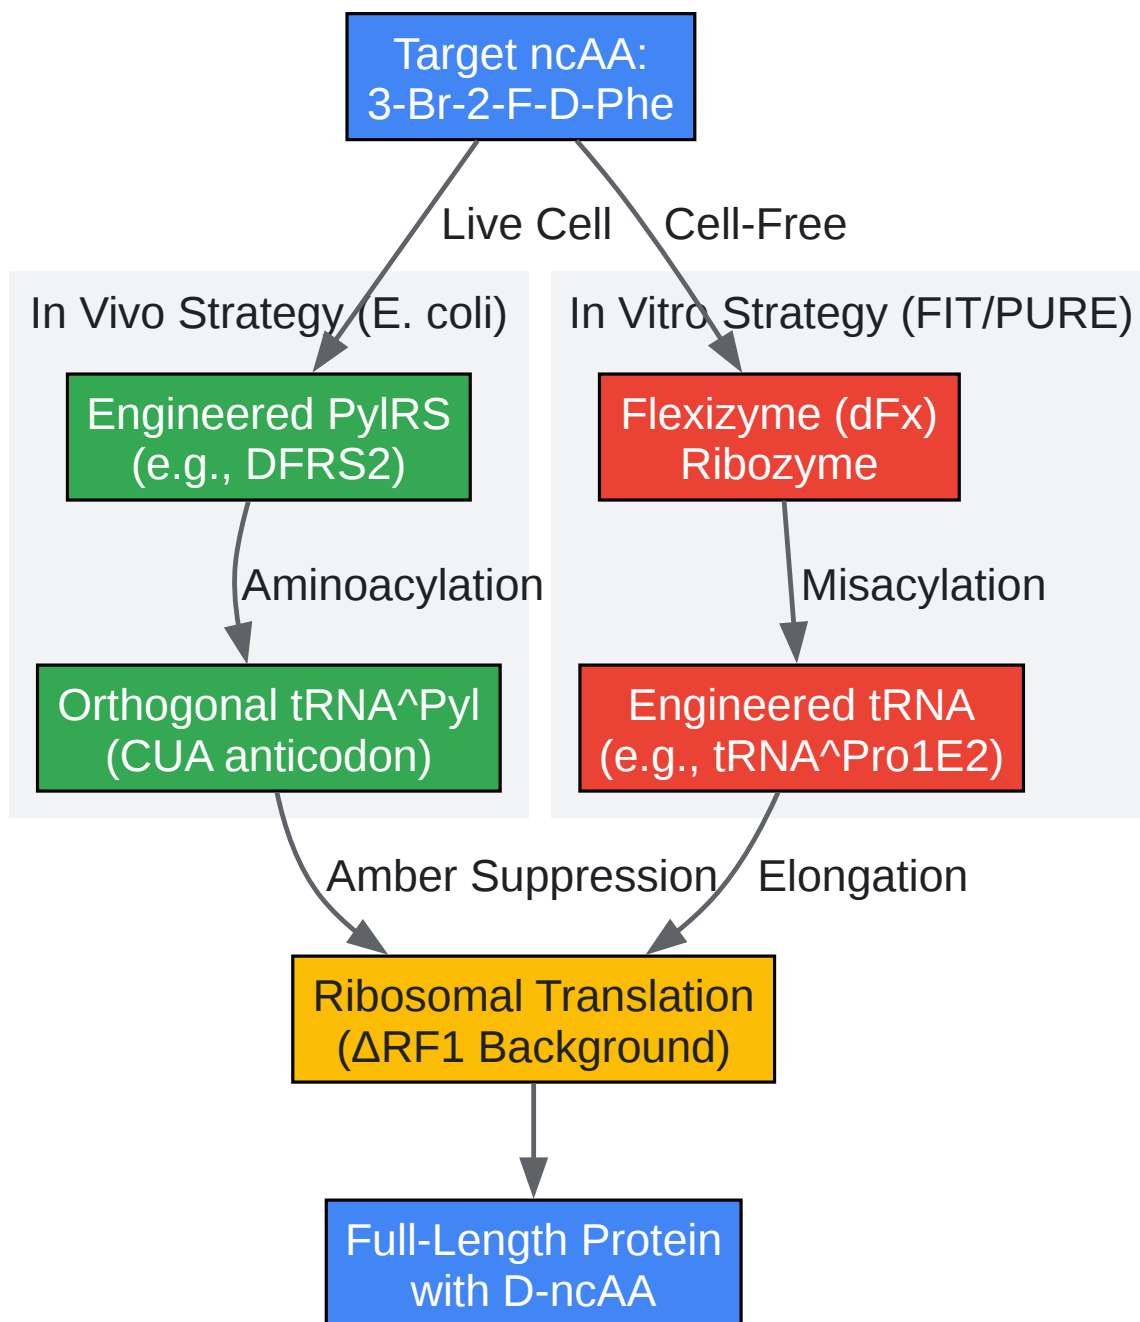 Target ncAA:
3-Br-2-F-D-Phe
Live Cell
Cell-Free
In Vivo Strategy (E. coli)
In Vitro Strategy (FIT/PURE)
Engineered PylRS
(e.g., DFRS2)
Flexizyme (dFx)
Ribozyme
Aminoacylation
Misacylation
Orthogonal tRNA^Pyl
(CUA anticodon)
Engineered tRNA
(e.g., tRNA^Pro1E2)
Amber Suppression
Elongation
Ribosomal Translation
(ΔRF1 Background)
Full-Length Protein
with D-ncAA